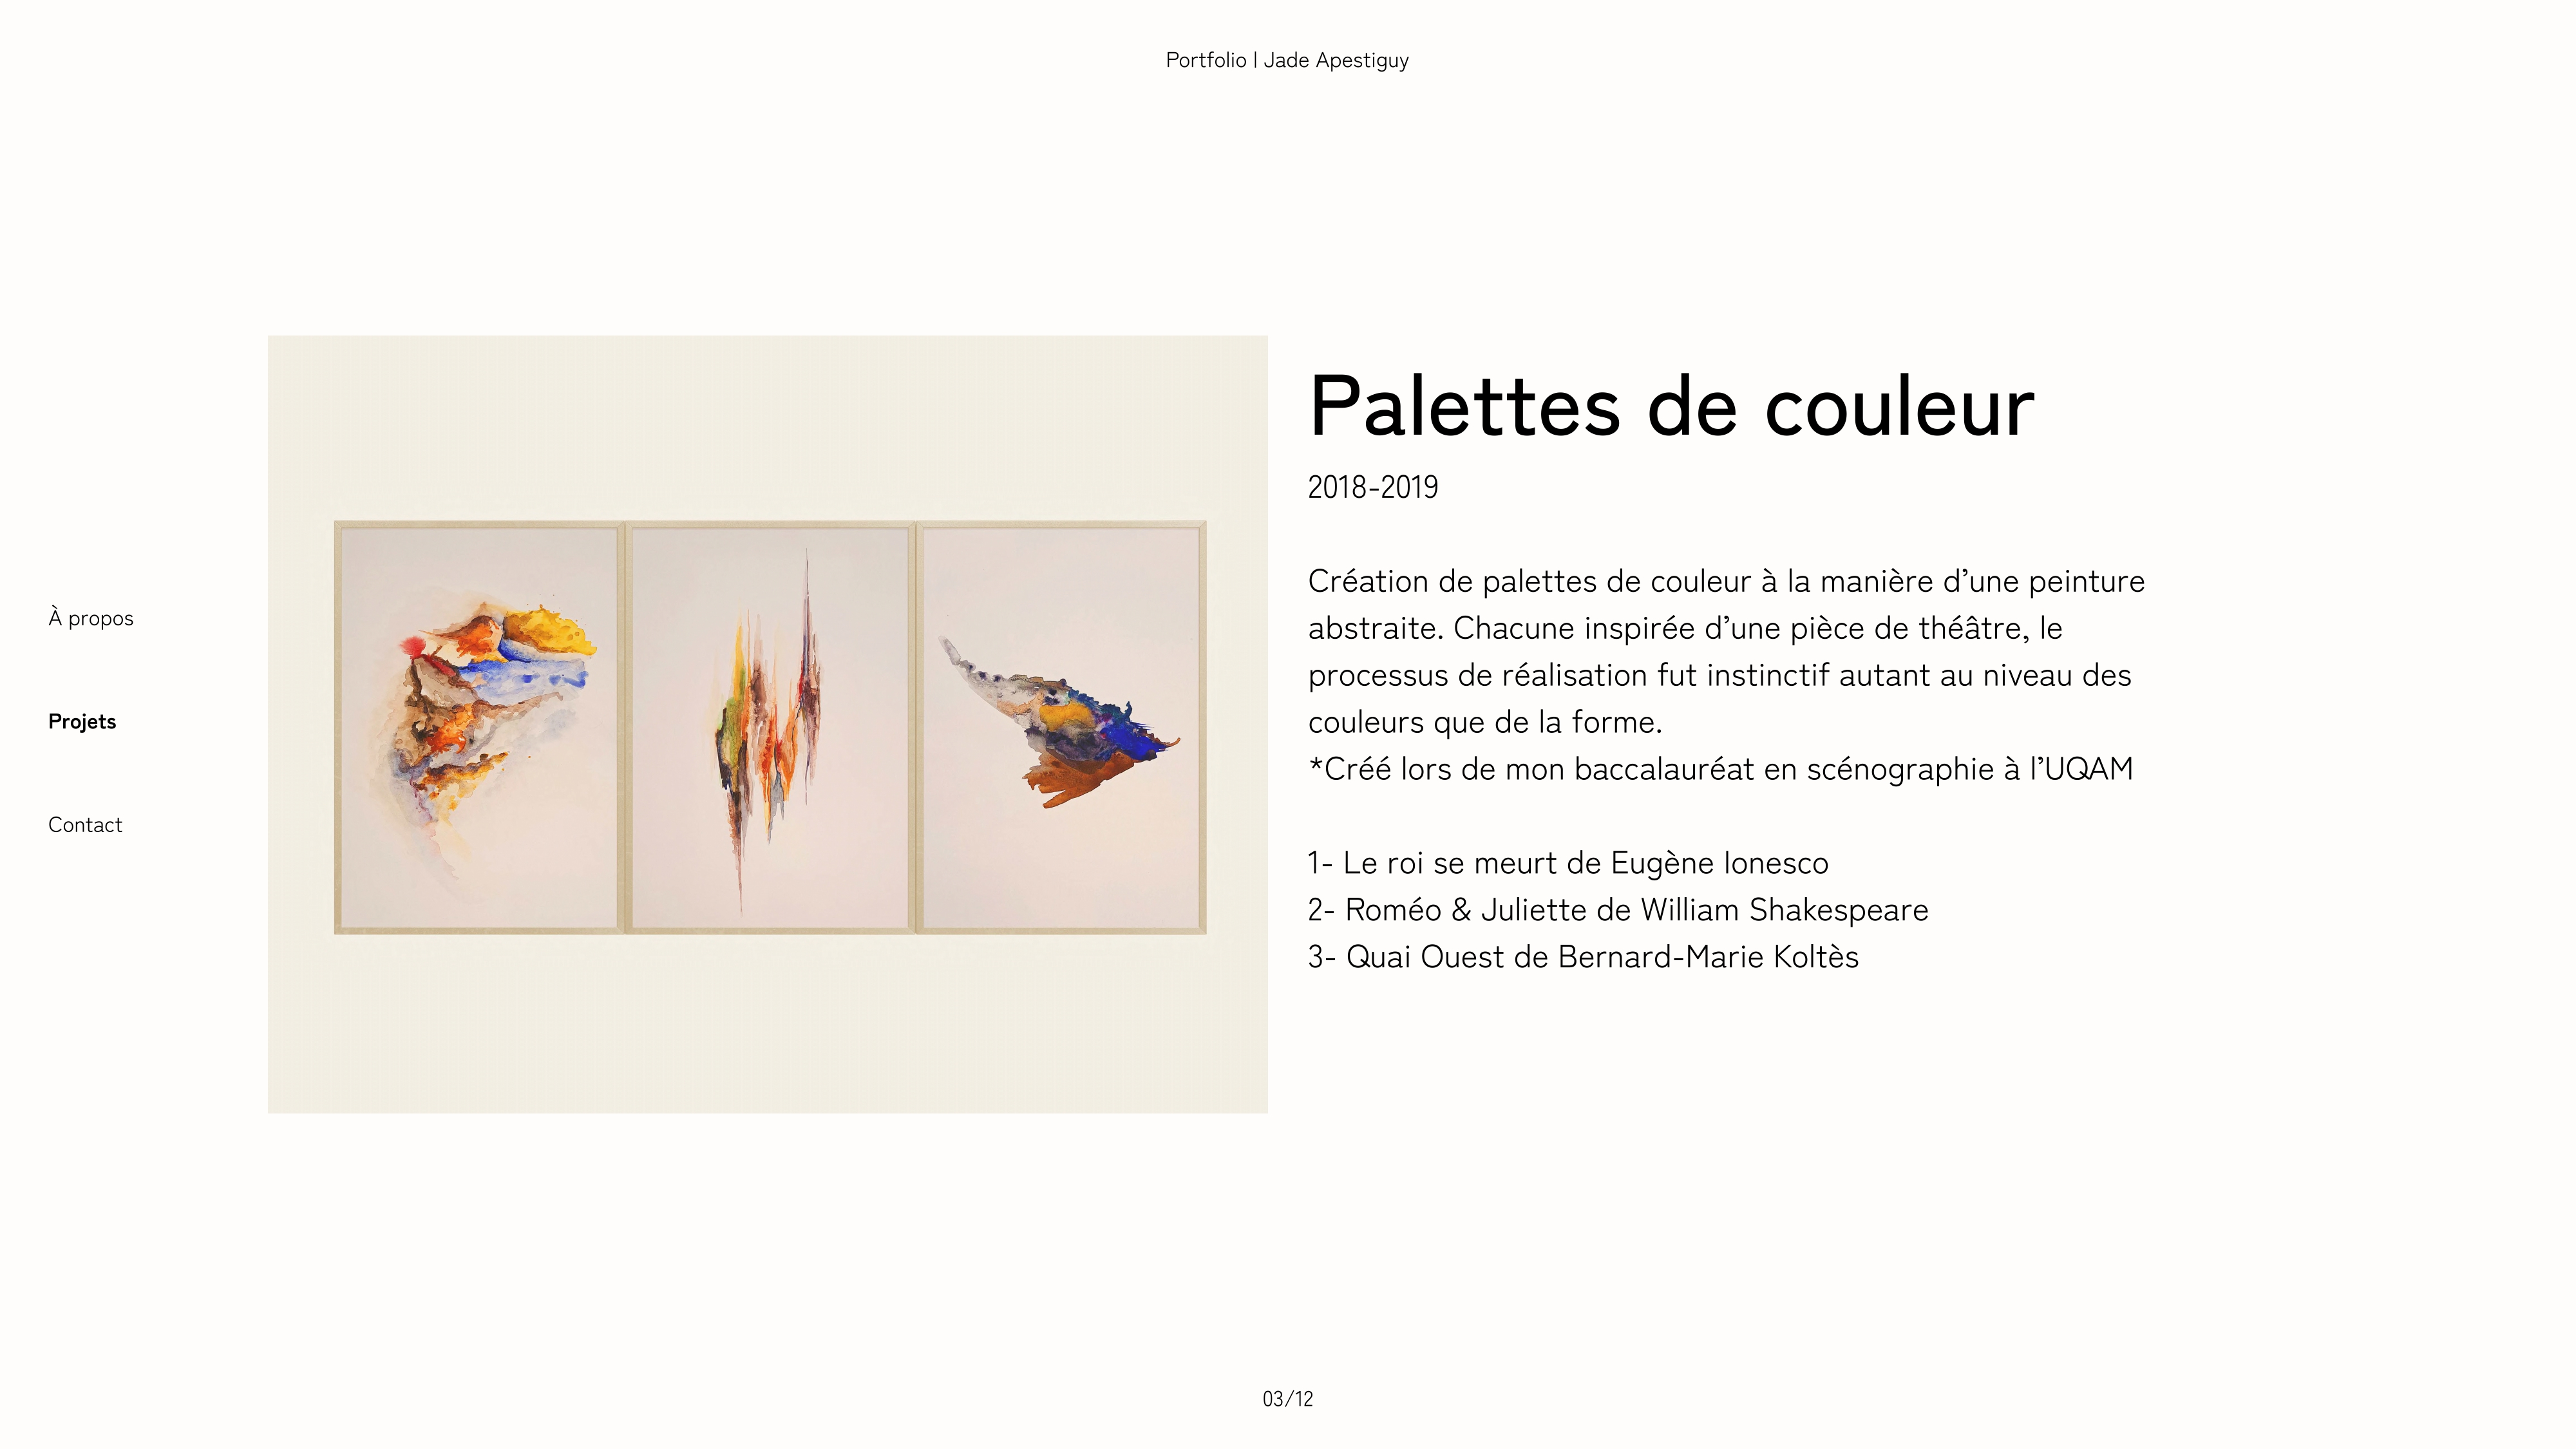 Portfolio | Jade Apestiguy
À propos
Projets
Contact
Palettes de couleur
2018-2019
Création de palettes de couleur à la manière d’une peinture
abstraite. Chacune inspirée d’une pièce de théâtre, le
processus de réalisation fut instinctif autant au niveau des
couleurs que de la forme.
*Créé lors de mon baccalauréat en scénographie à l’UQAM
1- Le roi se meurt de Eugène Ionesco
2- Roméo & Juliette de William Shakespeare
3- Quai Ouest de Bernard-Marie Koltès
03/12